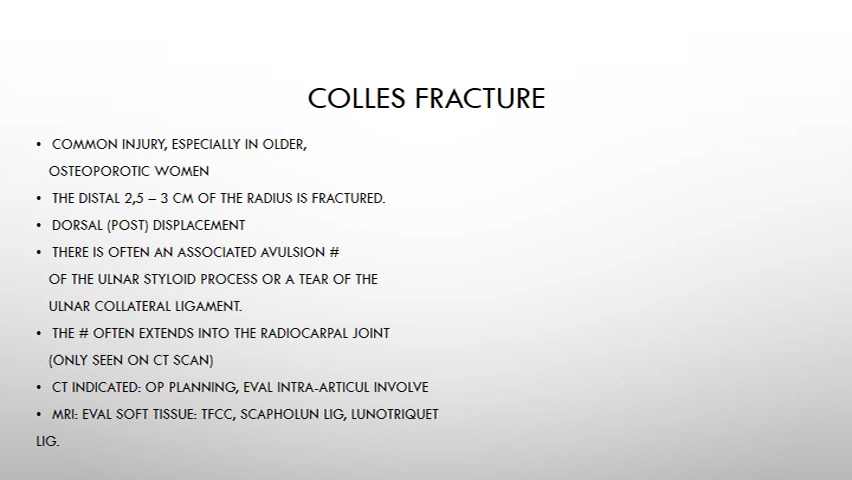 COLLES FRACTURE
• COMMON INJURY, ESPECIALLY IN OLDER,
OSTEOPOROTIC WOMEN
• THE DISTAL 2,5 – 3 CM OF THE RADIUS IS FRACTURED.
• DORSAL (POST) DISPLACEMENT
• THERE IS OFTEN AN ASSOCIATED AVULSION #
OF THE ULNAR STYLOID PROCESS OR A TEAR OF THE
ULNAR COLLATERAL LIGAMENT.
• THE # OFTEN EXTENDS INTO THE RADIOCARPAL JOINT
(ONLY SEEN ON CT SCAN)
• CT INDICATED: OP PLANNING, EVAL INTRA-ARTICUL INVOLVE
• MRI: EVAL SOFT TISSUE: TFCC, SCAPHOLUN LIG, LUNOTRIQUET
LIG.